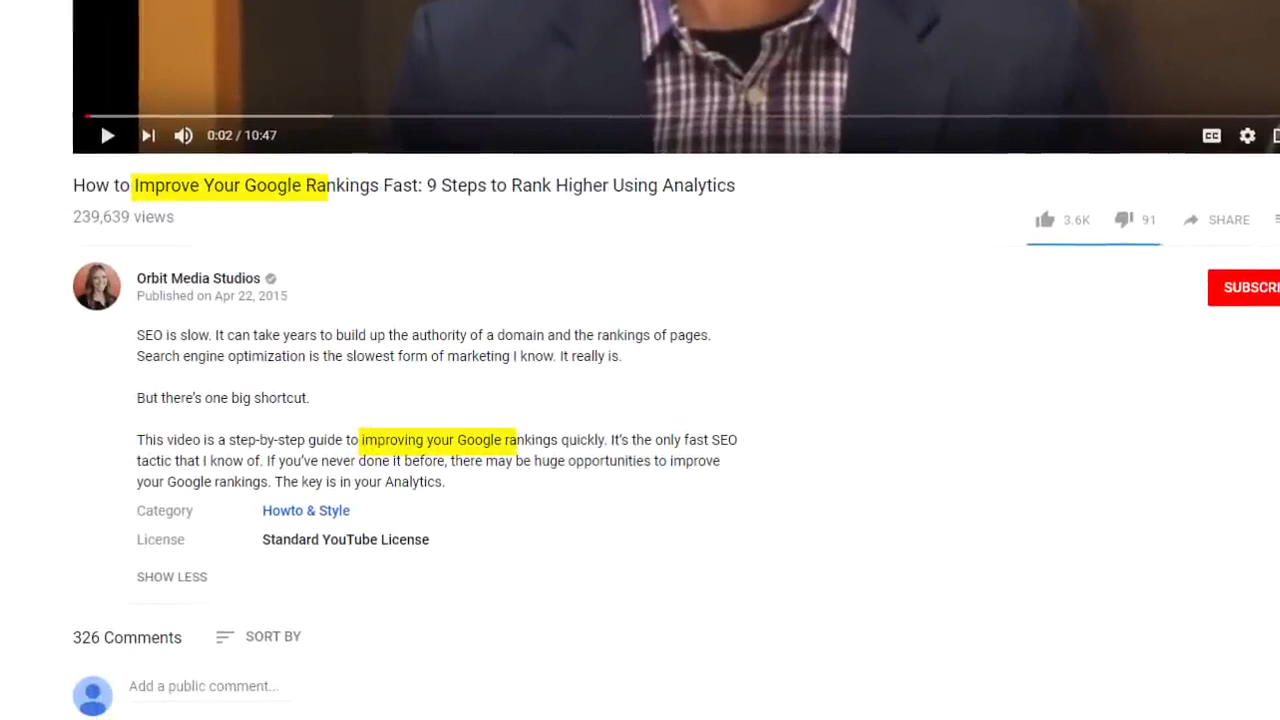 0:02 / 10:47
CC
How to Improve Your Google Rankings Fast: 9 Steps to Rank Higher Using Analytics
239,639 views
3.6K
91
SHARE
Orbit Media Studios
Published on Apr 22, 2015
SUBSCRI
SEO is slow. It can take years to build up the authority of a domain and the rankings of pages.
Search engine optimization is the slowest form of marketing I know. It really is.
But there's one big shortcut.
This video is a step-by-step guide to improving your Google rankings quickly. It's the only fast SEO
tactic that I know of. If you've never done it before, there may be huge opportunities to improve
your Google rankings. The key is in your Analytics.
Category Howto & Style
License Standard YouTube License
SHOW LESS
326 Comments SORT BY
Add a public comment...